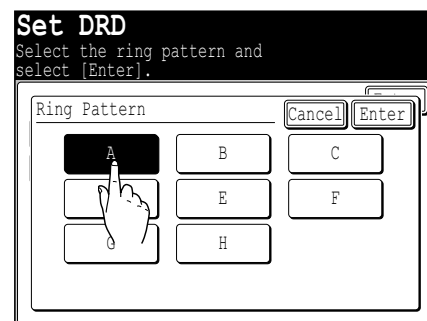 Set DRD
Select the ring pattern and
select [Enter].
Ring Pattern Cancel Enter
A B C
E F
G H